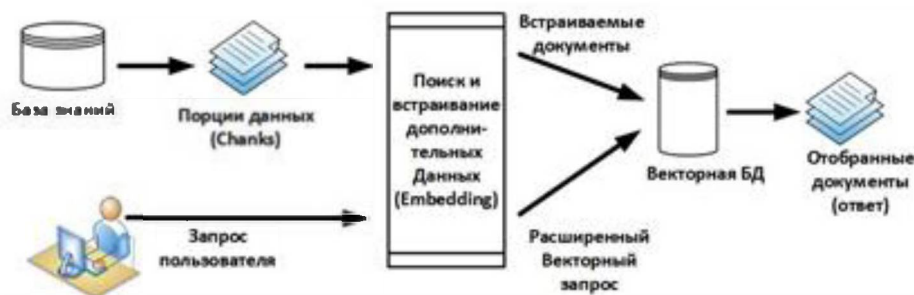 База знаний
Порции данных
(Chanks)
Запрос
пользователя
Поиск и
встраивание
дополни-
тельных
Данных
(Embedding)
Встраиваемые
документы
Расширенный
Векторный
запрос
Векторная БД
Отобранные
документы
(ответ)